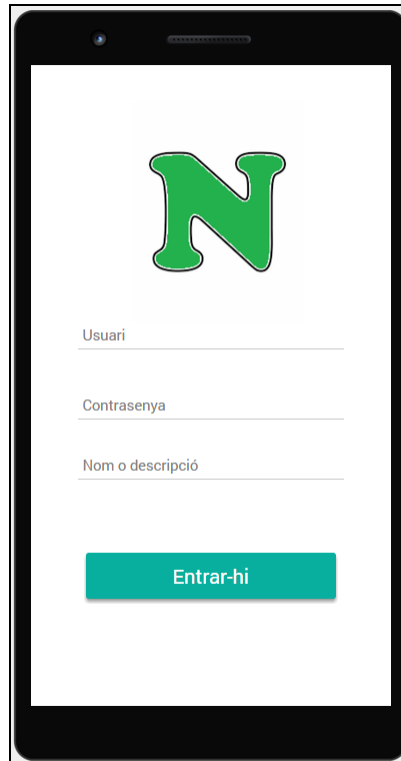 N
Usuari
Contrasenya
Nom o descripció
Entrar-hi